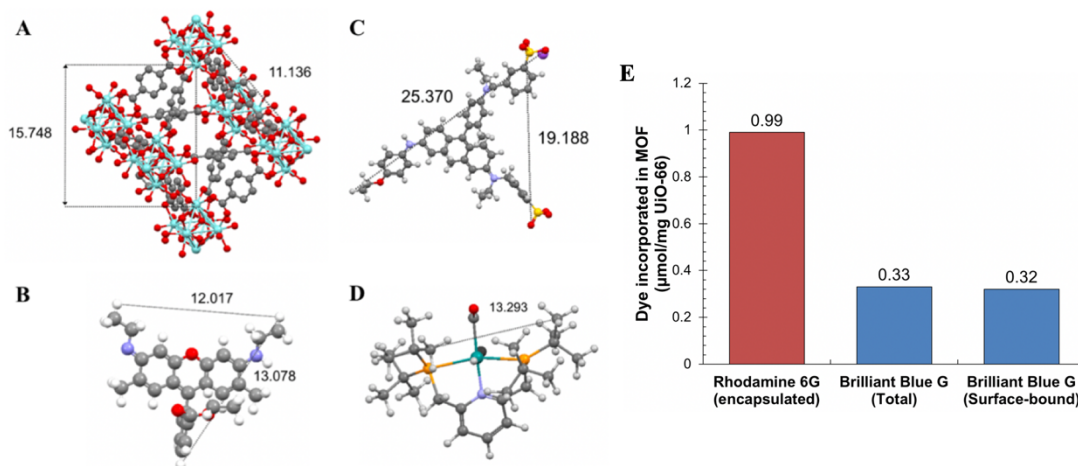 A
11.136
15.748
B
12.017
13.078
C
25.370
19.188
D
13.293
E
Dye incorporated in MOF
(µmol/mg UiO-66)
1.2
1
0.8
0.6
0.4
0.2
0
0.99
0.33
0.32
Rhodamine 6G
(encapsulated)
Brilliant Blue G
(Total)
Brilliant Blue G
(Surface-bound)